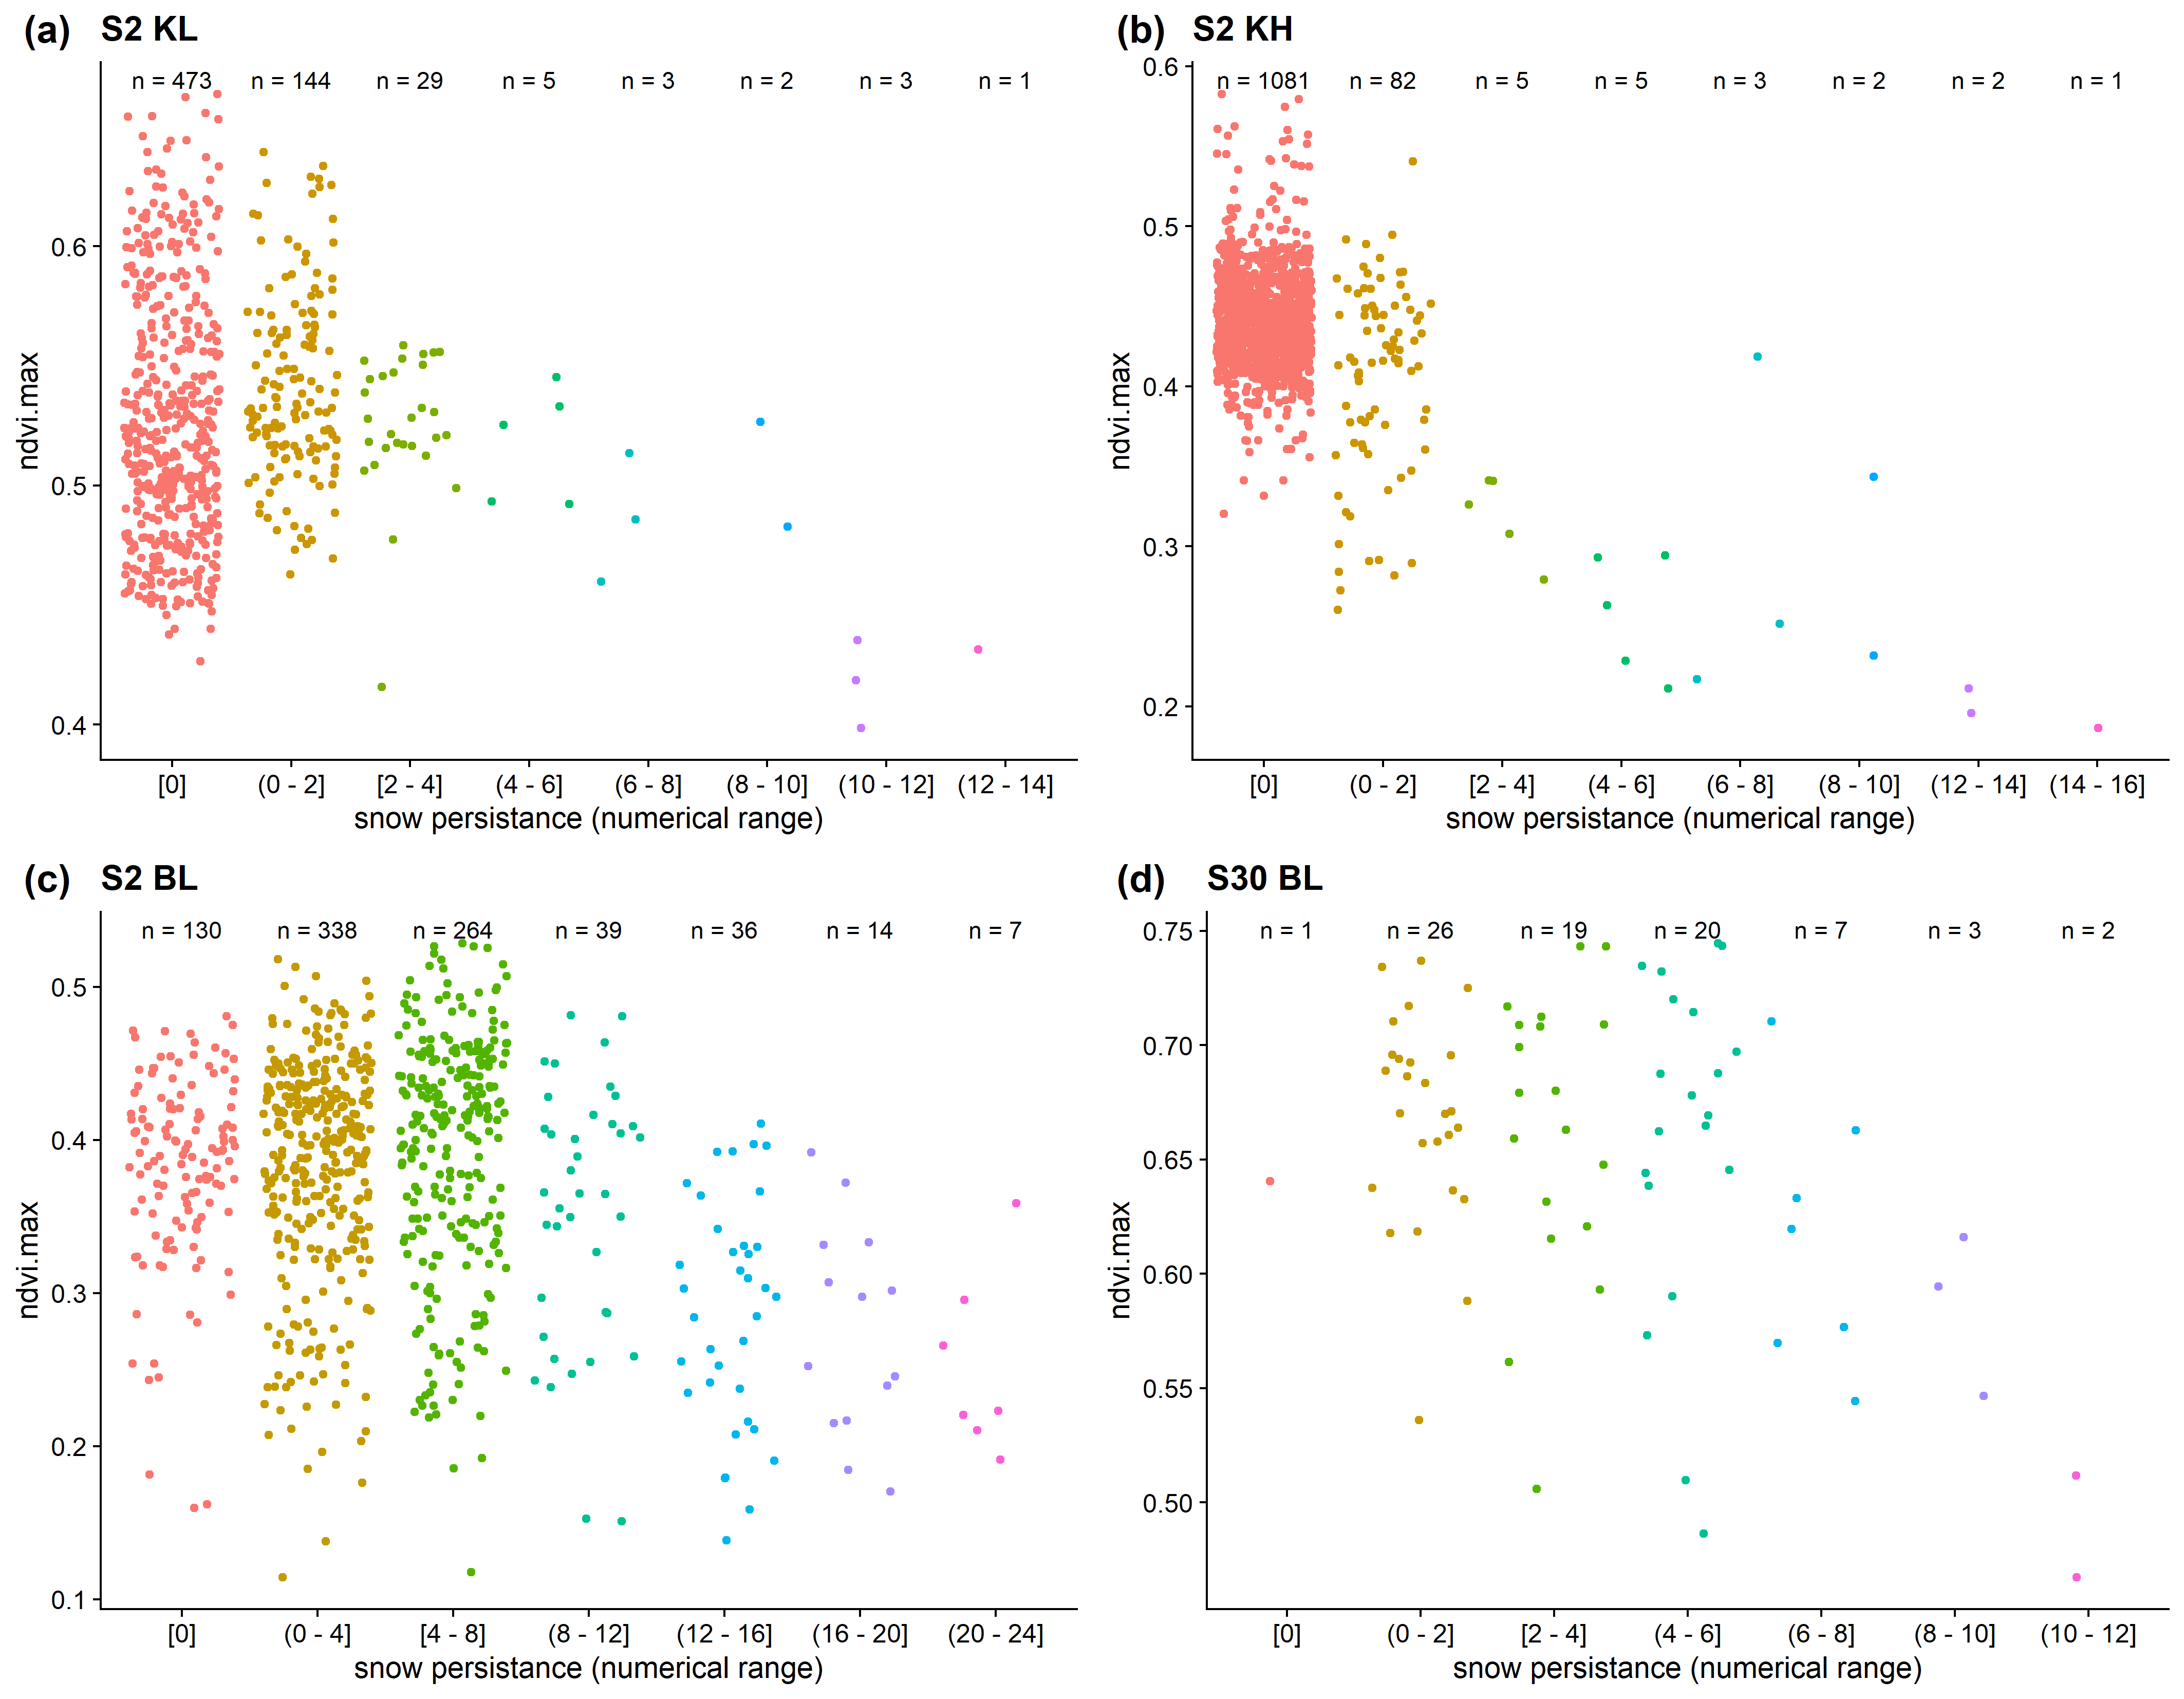 (a) S2 KL
n = 473 n = 144 n = 29 n = 5 n = 3 n = 2 n = 3 n = 1
0.6
0.5
0.4
ndvi.max
[0] (0 - 2] [2 - 4] (4 - 6] (6 - 8] (8 - 10] (10 - 12] (12 - 14]
snow persistance (numerical range)
(b) S2 KH
n = 1081 n = 82 n = 5 n = 5 n = 3 n = 2 n = 2 n = 1
0.6
0.5
0.4
0.3
0.2
ndvi.max
[0] (0 - 2] [2 - 4] (4 - 6] (6 - 8] (8 - 10] (12 - 14] (14 - 16]
snow persistance (numerical range)
(c) S2 BL
n = 130 n = 338 n = 264 n = 39 n = 36 n = 14 n = 7
0.5
0.4
0.3
0.2
0.1
ndvi.max
[0] (0 - 4] [4 - 8] (8 - 12] (12 - 16] (16 - 20] (20 - 24]
snow persistance (numerical range)
(d) S30 BL
n = 1 n = 26 n = 19 n = 20 n = 7 n = 3 n = 2
0.75
0.70
0.65
0.60
0.55
0.50
ndvi.max
[0] (0 - 2] [2 - 4] (4 - 6] (6 - 8] (8 - 10] (10 - 12]
snow persistance (numerical range)